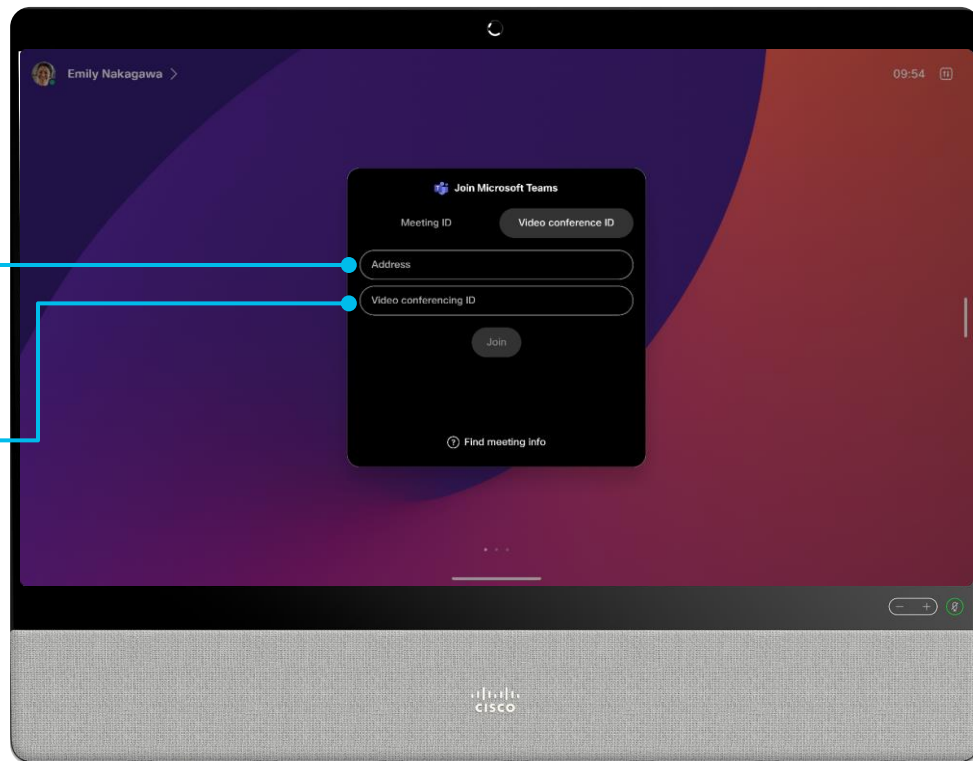 Emily Nakagawa
09:54
Join Microsoft Teams
Meeting ID
Video conference ID
Address
Video conferencing ID
Join
Find meeting info
CISCO